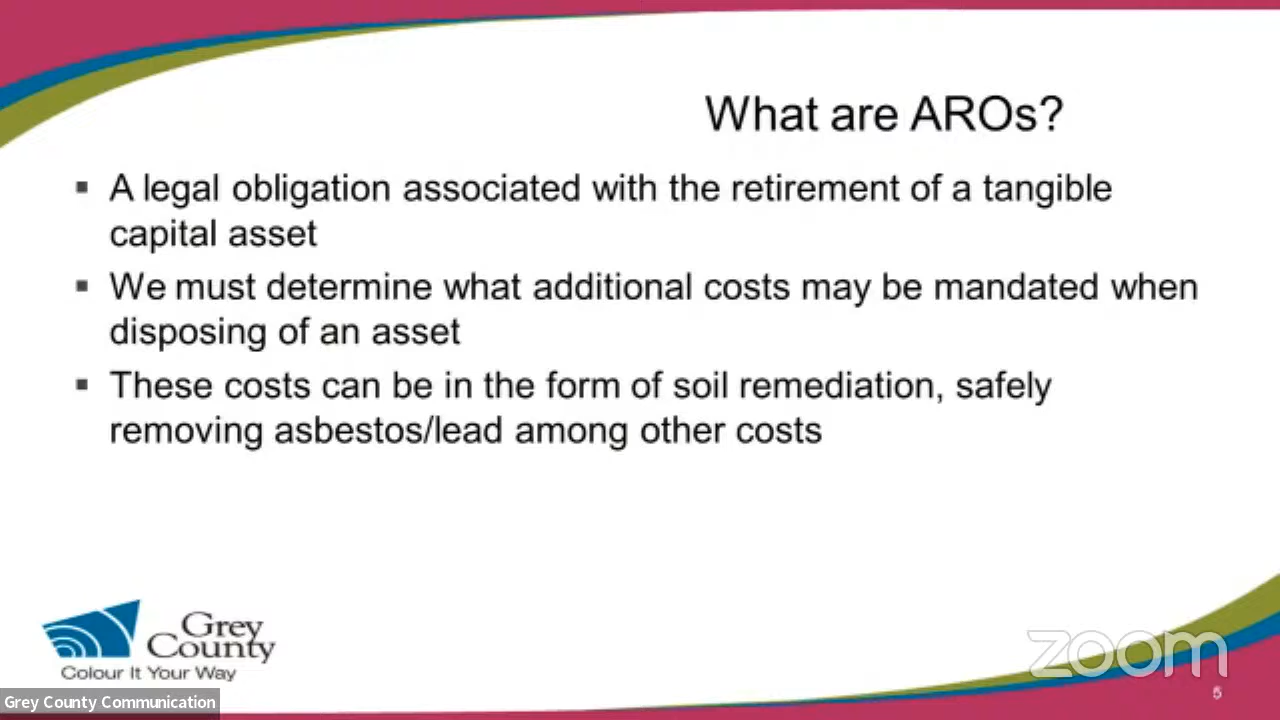 What are AROs?
▪ A legal obligation associated with the retirement of a tangible
capital asset
▪ We must determine what additional costs may be mandated when
disposing of an asset
▪ These costs can be in the form of soil remediation, safely
removing asbestos/lead among other costs
Grey
County
Colour It Your Way
zoom
5
Grey County Communication